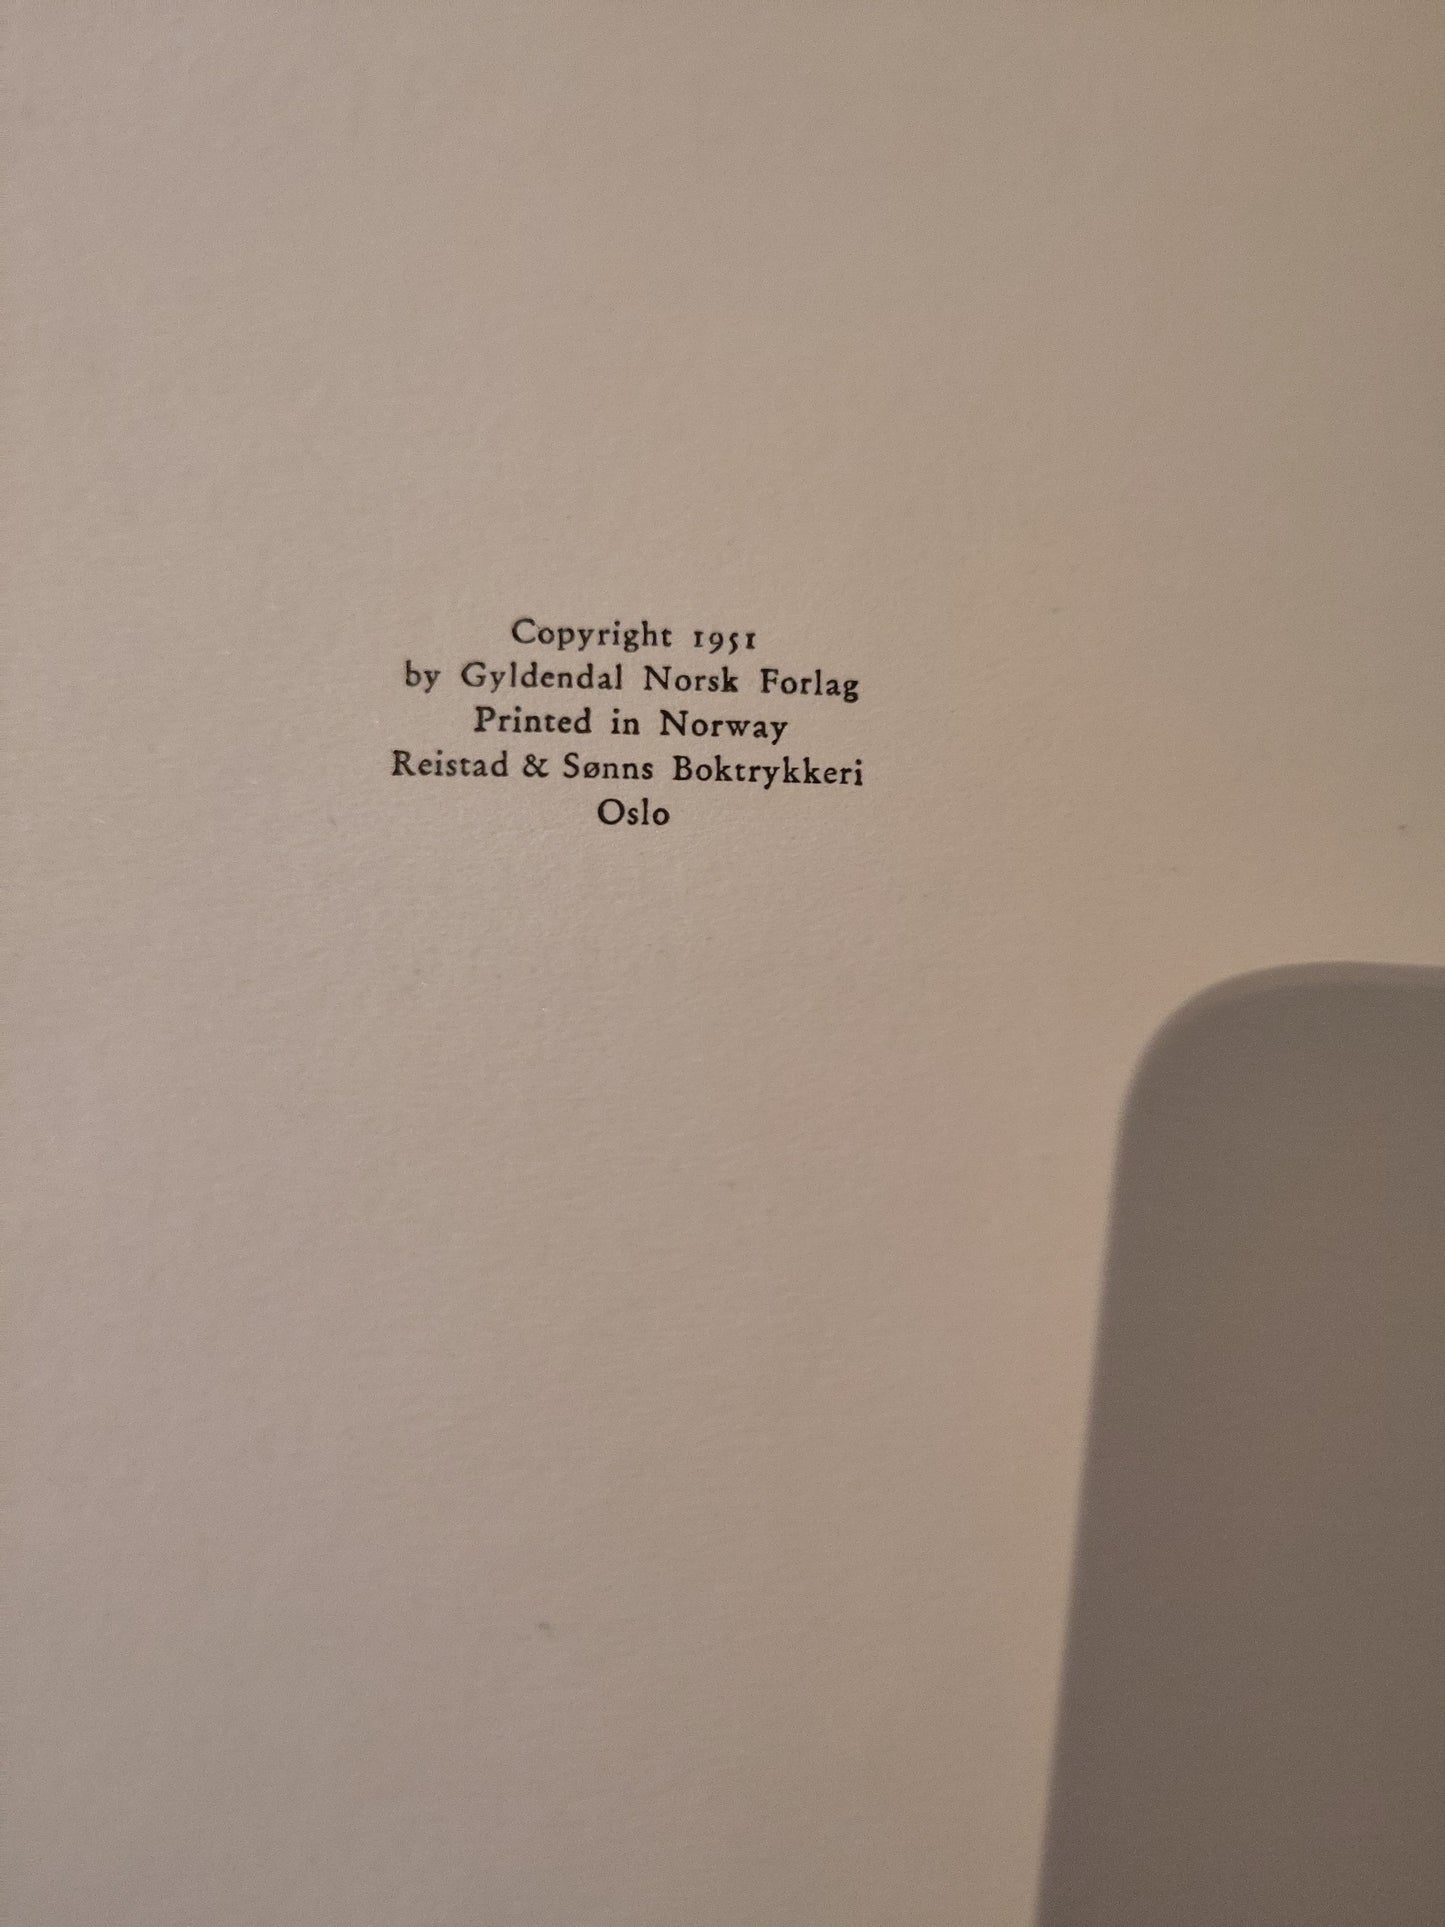 Copyright 1951
by Gyldendal Norsk Forlag
Printed in Norway
Reistad & Sønns Boktrykkeri
Oslo